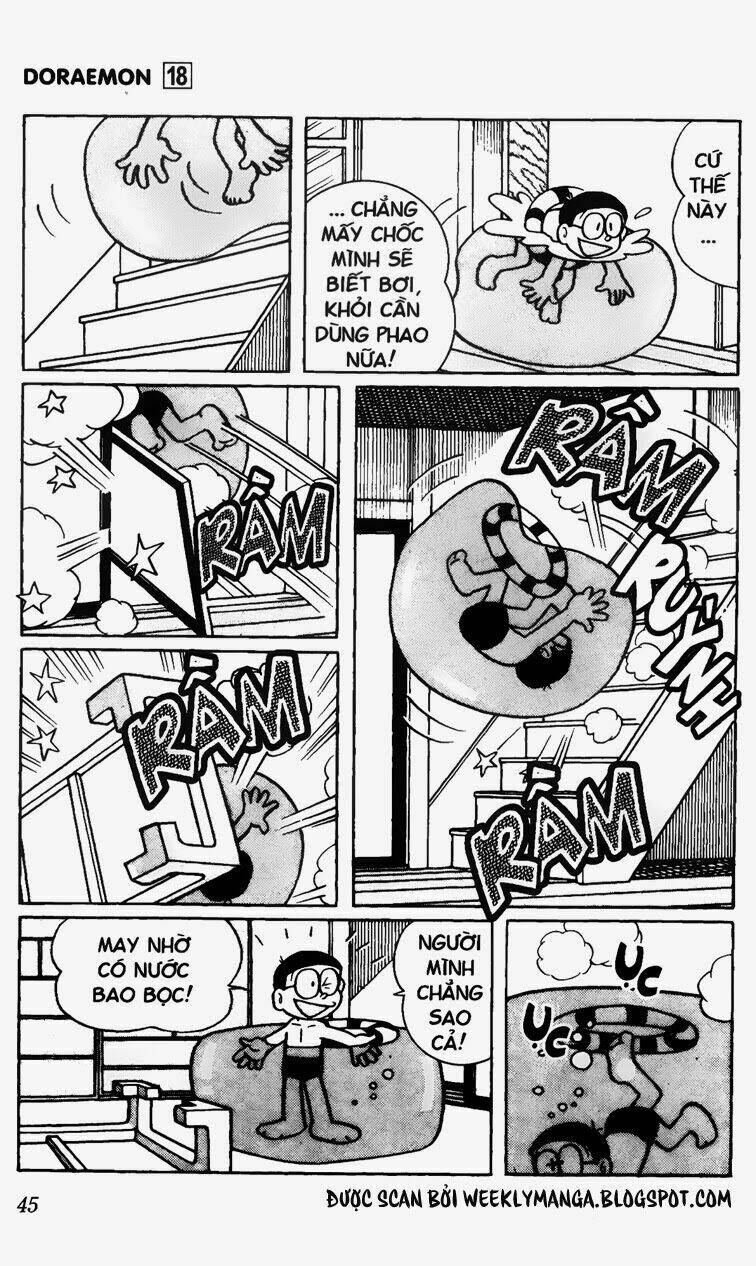 DORAEMON 18
CỨ
THẾ
NÀY
...
... CHẲNG
MẤY CHỐC
MÌNH SẼ
BIẾT BƠI,
KHỎI CẦN
DÙNG PHAO
NỮA!
RẦM
RUỲNH
RẦM
RẦM
RẦM
ỤC
ỤC
NGƯỜI
MÌNH
CHẲNG
SAO
CẢ!
MAY NHỜ
CÓ NƯỚC
BAO BỌC!
45
ĐƯỢC SCAN BỞI WEEKLYMANGA.BLOGSPOT.COM